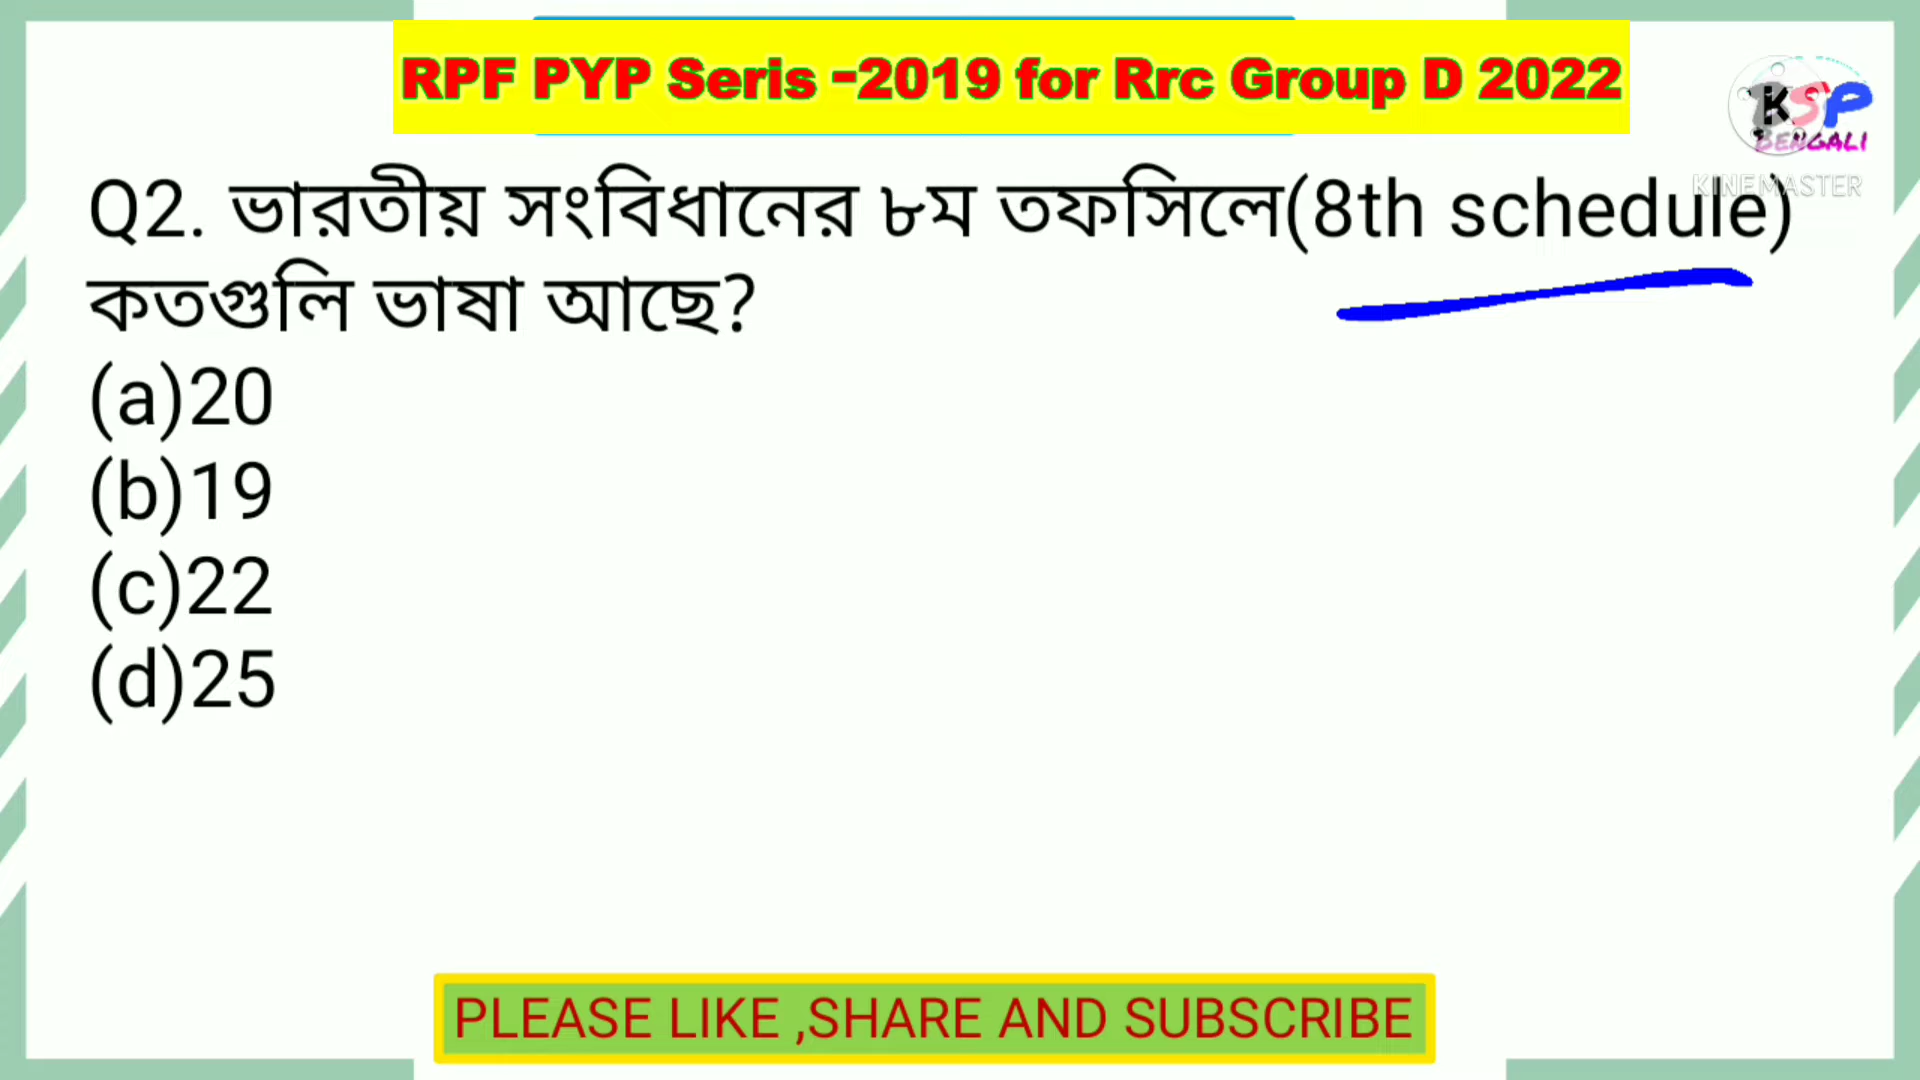 RPF PYP Seris -2019 for Rrc Group D 2022
KSP
BENGALI
KINEMASTER
Q2. ভারতীয় সংবিধানের ৮ম তফসিলে(8th schedule)
কতগুলি ভাষা আছে?
(a)20
(b)19
(c)22
(d)25
PLEASE LIKE ,SHARE AND SUBSCRIBE